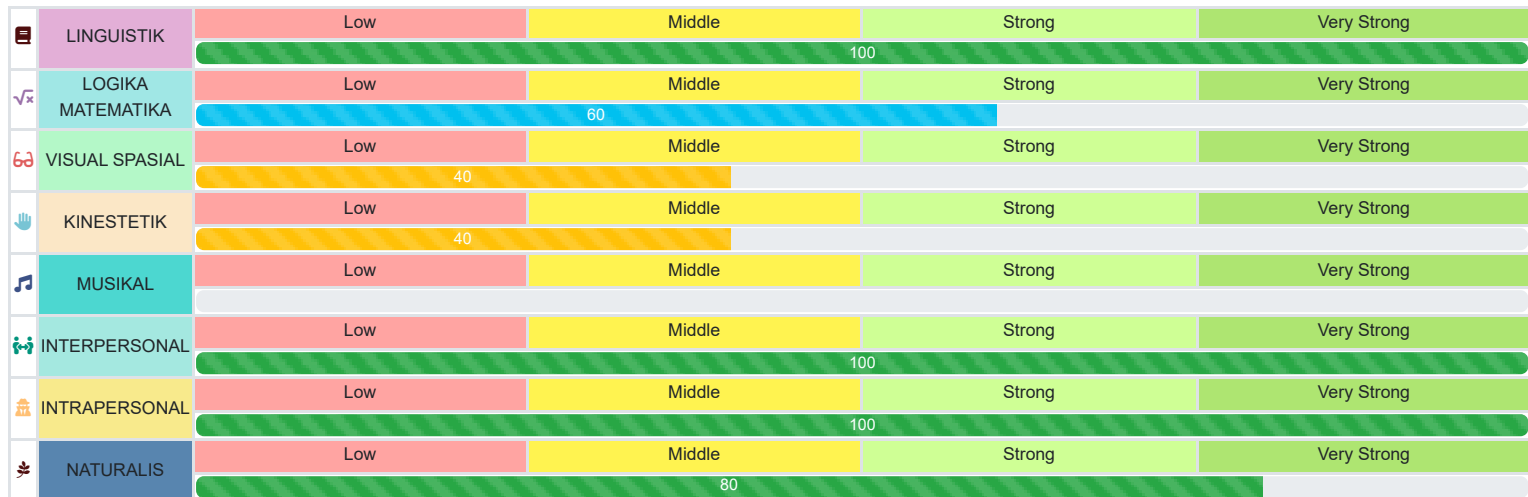 Low Middle Strong Very Strong
LINGUISTIK
100
LOGIKA
MATEMATIKA
Low Middle Strong Very Strong
60
VISUAL SPASIAL
Low Middle Strong Very Strong
40
KINESTETIK
Low Middle Strong Very Strong
40
MUSIKAL
Low Middle Strong Very Strong
INTERPERSONAL
Low Middle Strong Very Strong
100
INTRAPERSONAL
Low Middle Strong Very Strong
100
NATURALIS
Low Middle Strong Very Strong
80